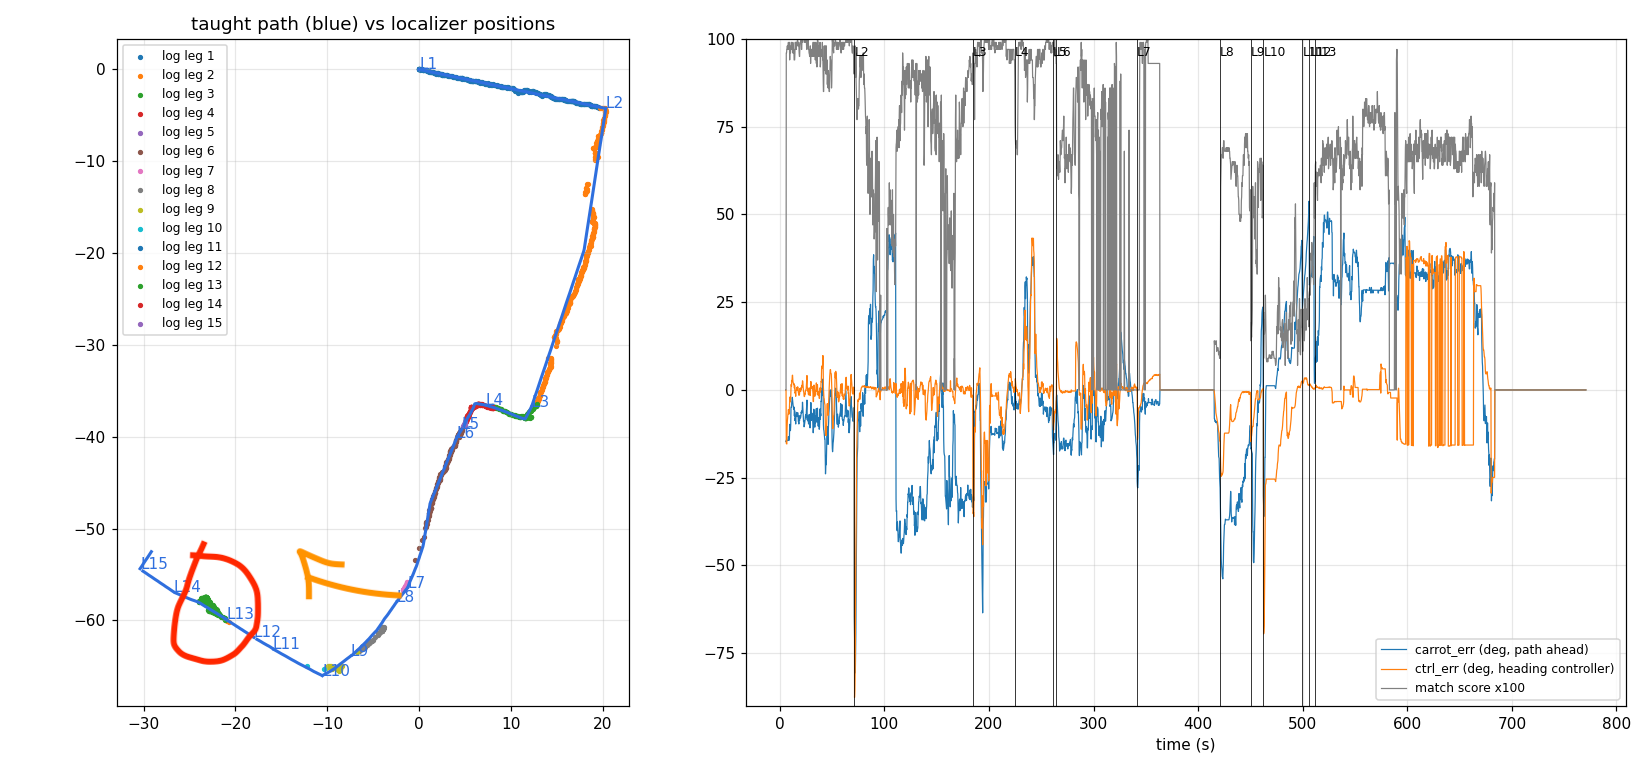 taught path (blue) vs localizer positions
log leg 1
log leg 2
log leg 3
log leg 4
log leg 5
log leg 6
log leg 7
log leg 8
log leg 9
log leg 10
log leg 11
log leg 12
log leg 13
log leg 14
log leg 15
L1
L2
L4
L6
L7
L8
L9
L10
L11
L12
L13
L14
L15
0
−10
−20
−30
−40
−50
−60
−30
−20
−10
0
10
20
100
75
50
25
0
−25
−50
−75
L2
L3
L4
L7
L8
L9
L10
carrot_err (deg, path ahead)
ctrl_err (deg, heading controller)
match score x100
0
100
200
300
400
500
600
700
800
time (s)